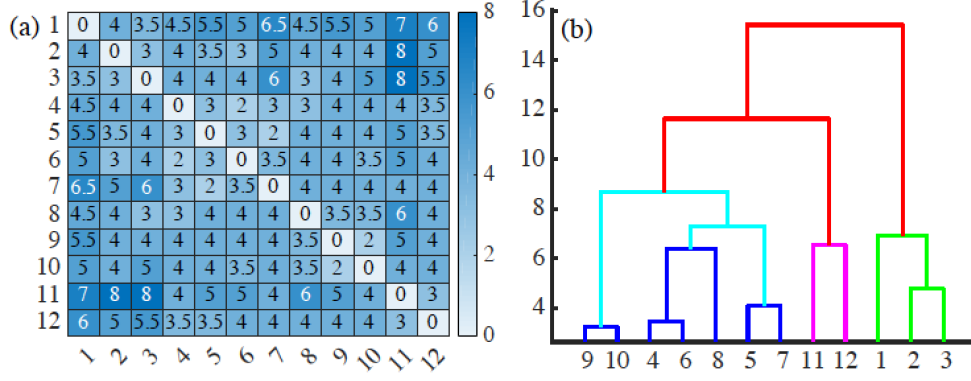 (a)
1 0 4 3.5 4.5 5.5 5 6.5 4.5 5.5 5 7 6
2 4 0 3 4 3.5 3 5 4 4 4 8 5
3 3.5 3 0 4 4 4 6 3 4 5 8 5.5
4 4.5 4 4 0 3 2 3 3 4 4 4 3.5
5 5.5 3.5 4 3 0 3 2 4 4 4 5 3.5
6 5 3 4 2 3 0 3.5 4 4 3.5 5 4
7 6.5 5 6 3 2 3.5 0 4 4 4 4 4
8 4.5 4 3 3 4 4 4 0 3.5 3.5 6 4
9 5.5 4 4 4 4 4 4 3.5 0 2 5 4
10 5 4 5 4 4 3.5 4 3.5 2 0 4 4
11 7 8 8 4 5 5 4 6 5 4 0 3
12 6 5 5.5 3.5 3.5 4 4 4 4 4 3 0
1 2 3 4 5 6 7 8 9 10 11 12
8
6
4
2
0
(b)
16
14
12
10
8
6
4
9 10 4 6 8 5 7 11 12 1 2 3